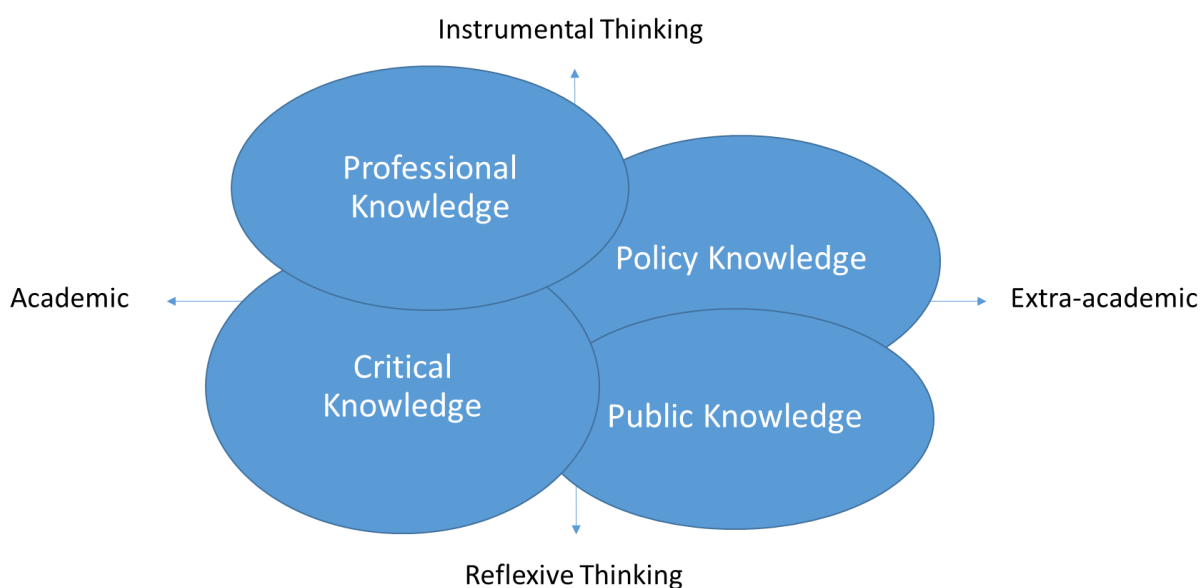 Instrumental Thinking
Professional
Knowledge
Policy Knowledge
Academic
Extra-academic
Critical
Knowledge
Public Knowledge
Reflexive Thinking